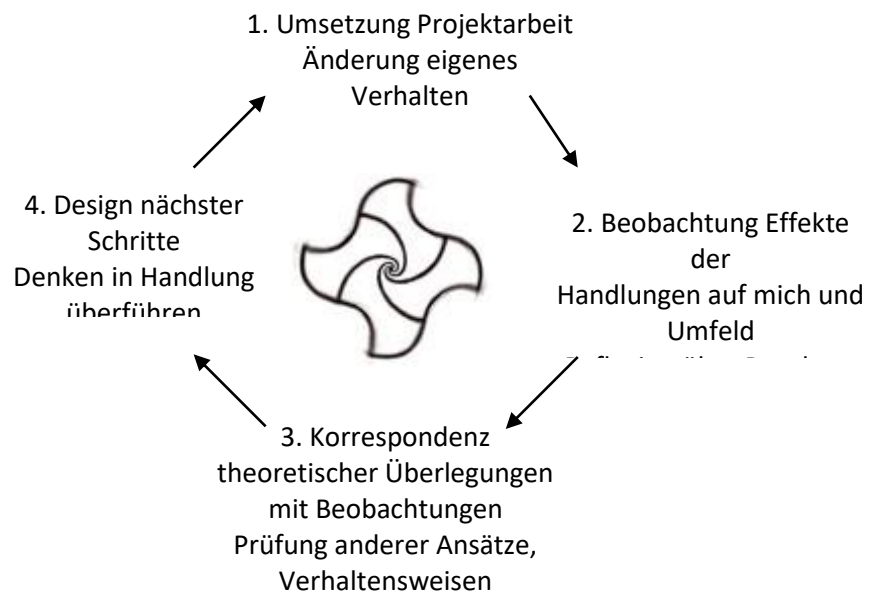 1. Umsetzung Projektarbeit
Änderung eigenes
Verhalten
2. Beobachtung Effekte
der
Handlungen auf mich und
Umfeld
3. Korrespondenz
theoretischer Überlegungen
mit Beobachtungen
Prüfung anderer Ansätze,
Verhaltensweisen
4. Design nächster
Schritte
Denken in Handlung
überführen